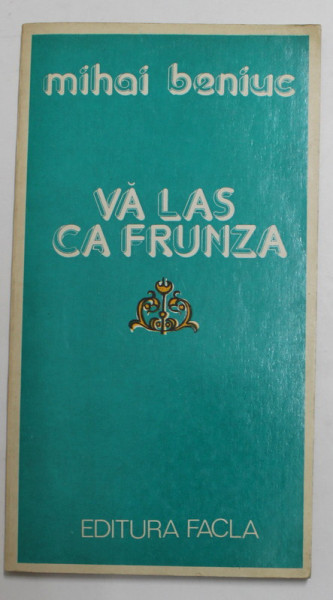 mihai beniuc
VĂ LAS
CA FRUNZA
EDITURA FACLA